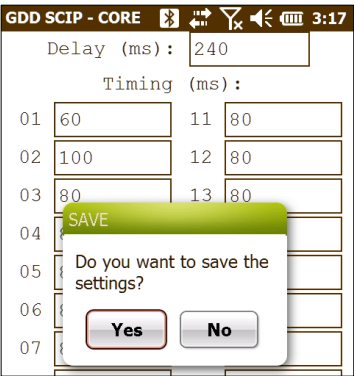 GDD SCIP - CORE 3:17
Delay (ms): 240
Timing (ms):
01 60 11 80
02 100 12 80
03 80 13 80
04
SAVE
Do you want to save the
settings?
05
06
Yes No
07